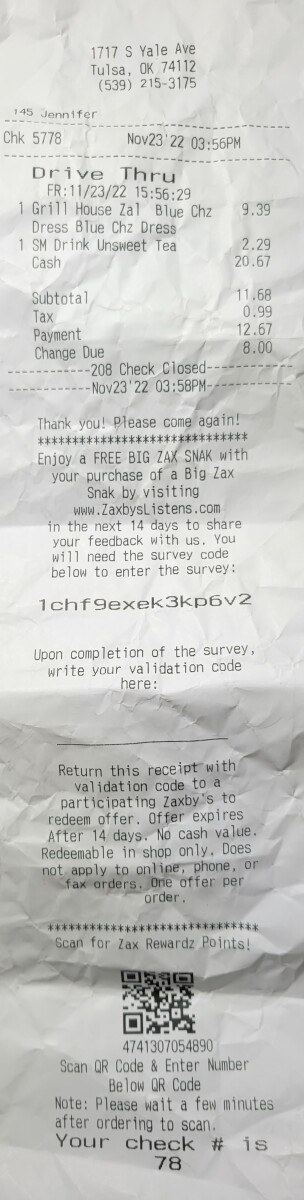 1717 S Yale Ave
Tulsa, OK 74112
(539) 215-3175
145 Jennifer
Chk 5778 Nov23'22 03:56PM
Drive Thru
FR:11/23/22 15:56:29
1 Grill House Zal Blue Chz 9.39
Dress Blue Chz Dress
1 SM Drink Unsweet Tea 2.29
Cash 20.67
Subtotal 11.68
Tax 0.99
Payment 12.67
Change Due 8.00
------------208 Check Closed------------
------------Nov23'22 03:58PM------------
Thank you! Please come again!
******************************
Enjoy a FREE BIG ZAX SNAK with
your purchase of a Big Zax
Snak by visiting
www.ZaxbysListens.com
in the next 14 days to share
your feedback with us. You
will need the survey code
below to enter the survey:
1chf9exek3kp6v2
Upon completion of the survey,
write your validation code
here:
Return this receipt with
validation code to a
participating Zaxby's to
redeem offer. Offer expires
After 14 days. No cash value.
Redeemable in shop only. Does
not apply to online, phone, or
fax orders. One offer per
order.
******************************
Scan for Zax Rewardz Points!
4741307054890
Scan QR Code & Enter Number
Below QR Code
Note: Please wait a few minutes
after ordering to scan.
Your check # is
78